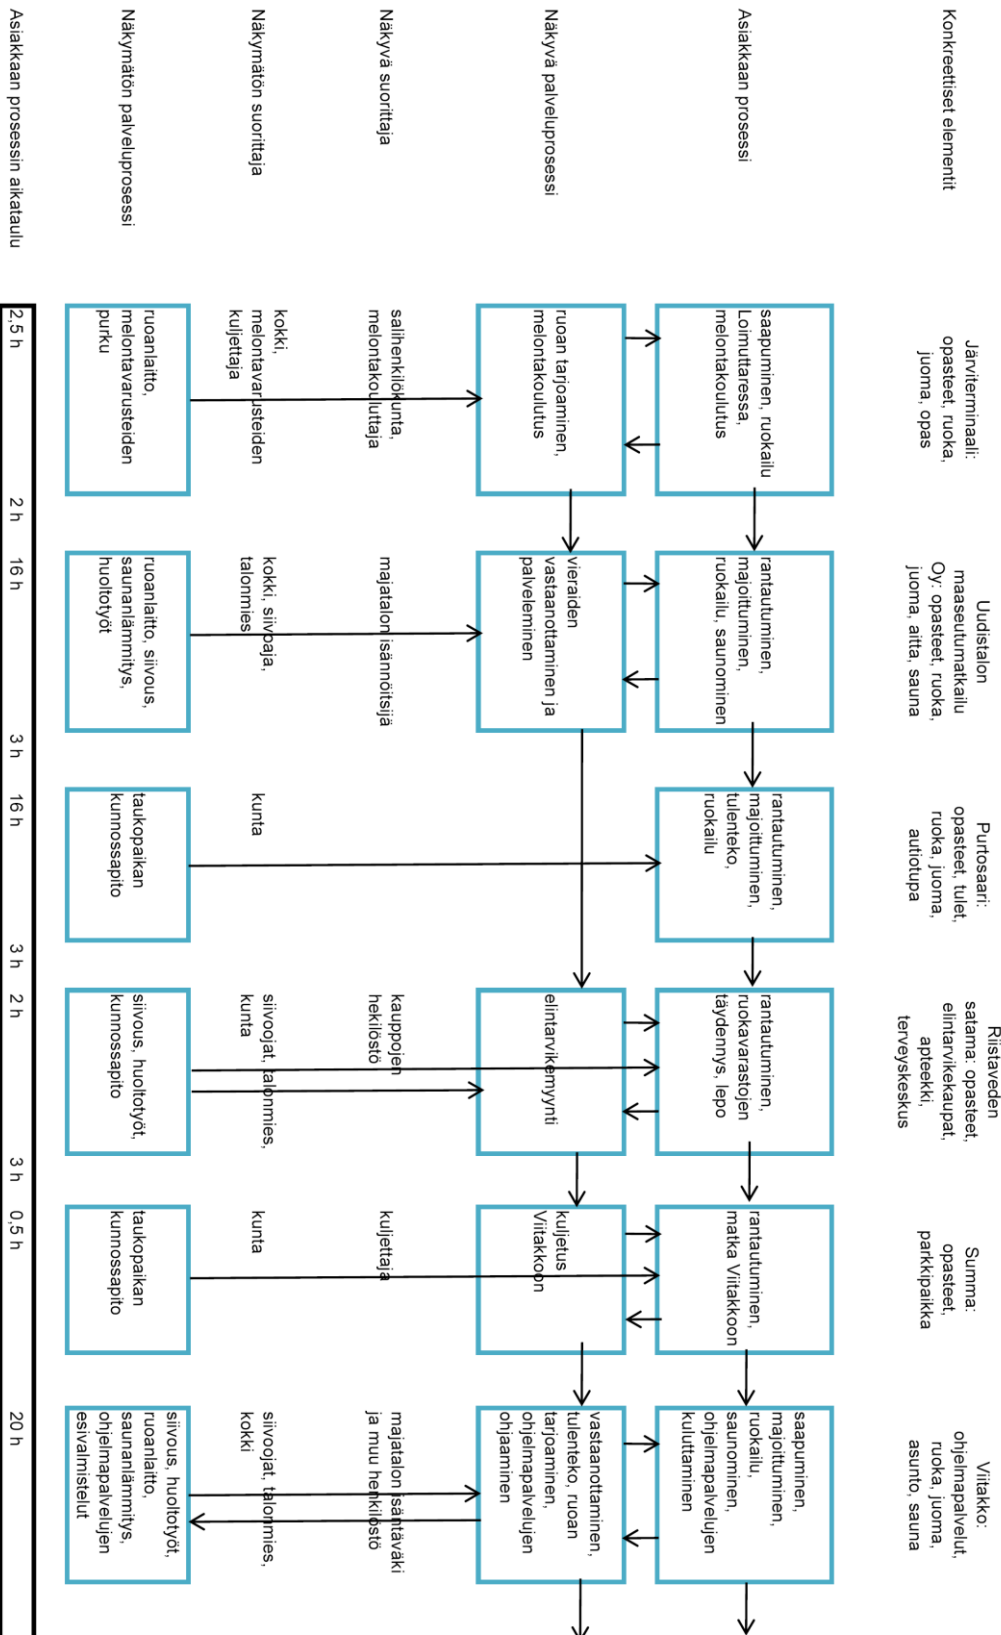 Konkreettiset elementit
Järviterminaali:
opasteet, ruoka,
juoma, opas
Uudistalon
maaseutumatkailu
Oy: opasteet, ruoka,
juoma, aitta, sauna
Purtosaari:
opasteet, tulet,
ruoka, juoma,
autiotupa
Riistaveden
satama: opasteet,
elintarvikekaupat,
apteekki,
terveyskeskus
Summa:
opasteet,
parkkipaikka
Viitakko:
ohjelmapalvelut,
ruoka, juoma,
asunto, sauna
Asiakkaan prosessi
saapuminen, ruokailu
Loimuttaressa,
melontakoulutus
rantautuminen,
majoittuminen,
ruokailu, saunominen
rantautuminen,
majoittuminen,
tulenteko,
ruokailu
rantautuminen,
ruokavarastojen
täydennys, lepo
rantautuminen,
matka Viitakkoon
saapuminen,
majoittuminen,
ruokailu,
saunominen,
ohjelmapalvelujen
kuluttaminen
Näkyvä palveluprosessi
ruoan tarjoaminen,
melontakoulutus
vieraiden
vastaanottaminen ja
palveleminen
elintarvikemyynti
kuljetus
Viitakkoon
vastaanottaminen,
tulenteko, ruoan
tarjoaminen,
ohjelmapalvelujen
ohjaaminen
Näkyvä suorittaja
salihenkilökunta,
melontakouluttaja
majatalon isännöitsijä
kauppojen
hekilöstö
kuljettaja
majatalon isäntäväki
ja muu henkilöstö
Näkymätön suorittaja
kokki,
melontavarusteiden
kuljettaja
kokki, siivoaja,
talonmies
kunta
siivoojat, talonmies,
kunta
kunta
siivoojat, talonmies,
kokki
Näkymätön palveluprosessi
ruoanlaitto,
melontavarusteiden
purku
ruoanlaitto, siivous,
saunanlämmitys,
huoltotyöt
taukopaikan
kunnossapito
siivous, huoltotyöt,
kunnossapito
taukopaikan
kunnossapito
siivous, huoltotyöt,
ruoanlaitto,
saunanlämmitys,
ohjelmapalvelujen
esivalmistelut
Asiakkaan prosessin aikataulu
2,5 h 2 h 16 h 3 h 16 h 3 h 2 h 3 h 0,5 h 20 h